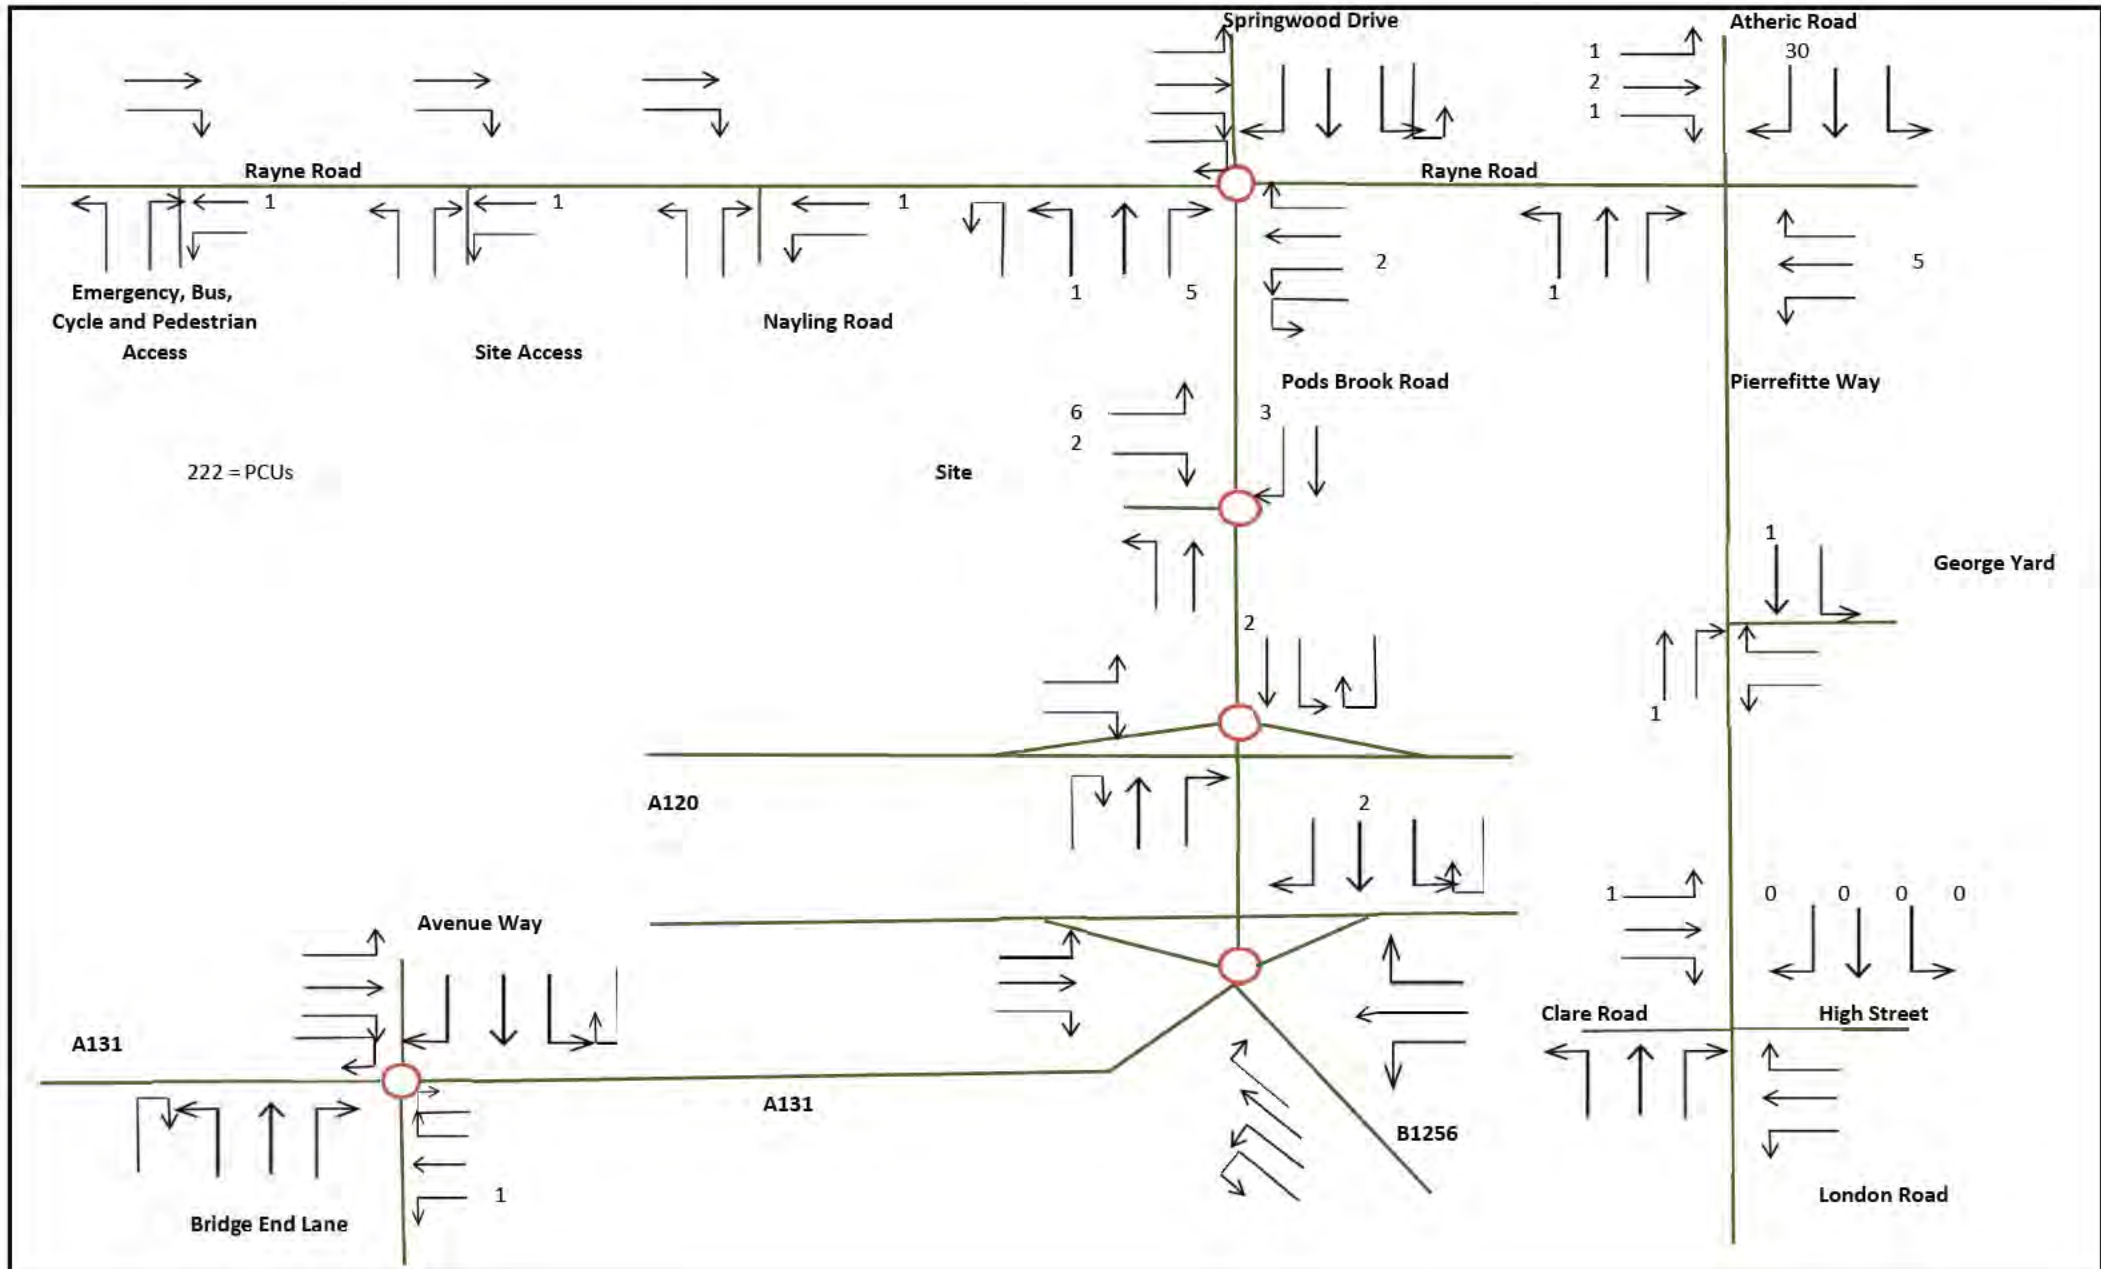 Springwood Drive
Atheric Road
1
30
2
1
Rayne Road
Rayne Road
1
1
1
2
5
1
5
1
Emergency, Bus,
Cycle and Pedestrian
Access
Nayling Road
Site Access
Pods Brook Road
Pierrefitte Way
6
3
2
222 = PCUs
Site
1
George Yard
2
1
A120
2
1
0 0 0 0
Avenue Way
Clare Road
High Street
A131
A131
B1256
1
London Road
Bridge End Lane